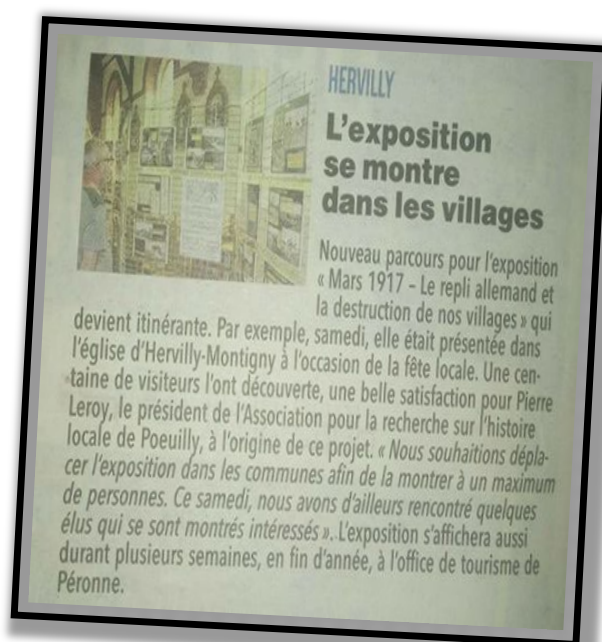 HERVILLY
L'exposition
se montre
dans les villages
Nouveau parcours pour l'exposition
« Mars 1917 – Le repli allemand et
la destruction de nos villages » qui
devient itinérante. Par exemple, samedi, elle était présentée dans
l'église d'Hervilly-Montigny à l'occasion de la fête locale. Une cen-
taine de visiteurs l'ont découverte, une belle satisfaction pour Pierre
Leroy, le président de l'Association pour la recherche sur l'histoire
locale de Poeuilly, à l'origine de ce projet. « Nous souhaitions dépla-
cer l'exposition dans les communes afin de la montrer à un maximum
de personnes. Ce samedi, nous avons d'ailleurs rencontré quelques
élus qui se sont montrés intéressés ». L'exposition s'affichera aussi
durant plusieurs semaines, en fin d'année, à l'office de tourisme de
Péronne.